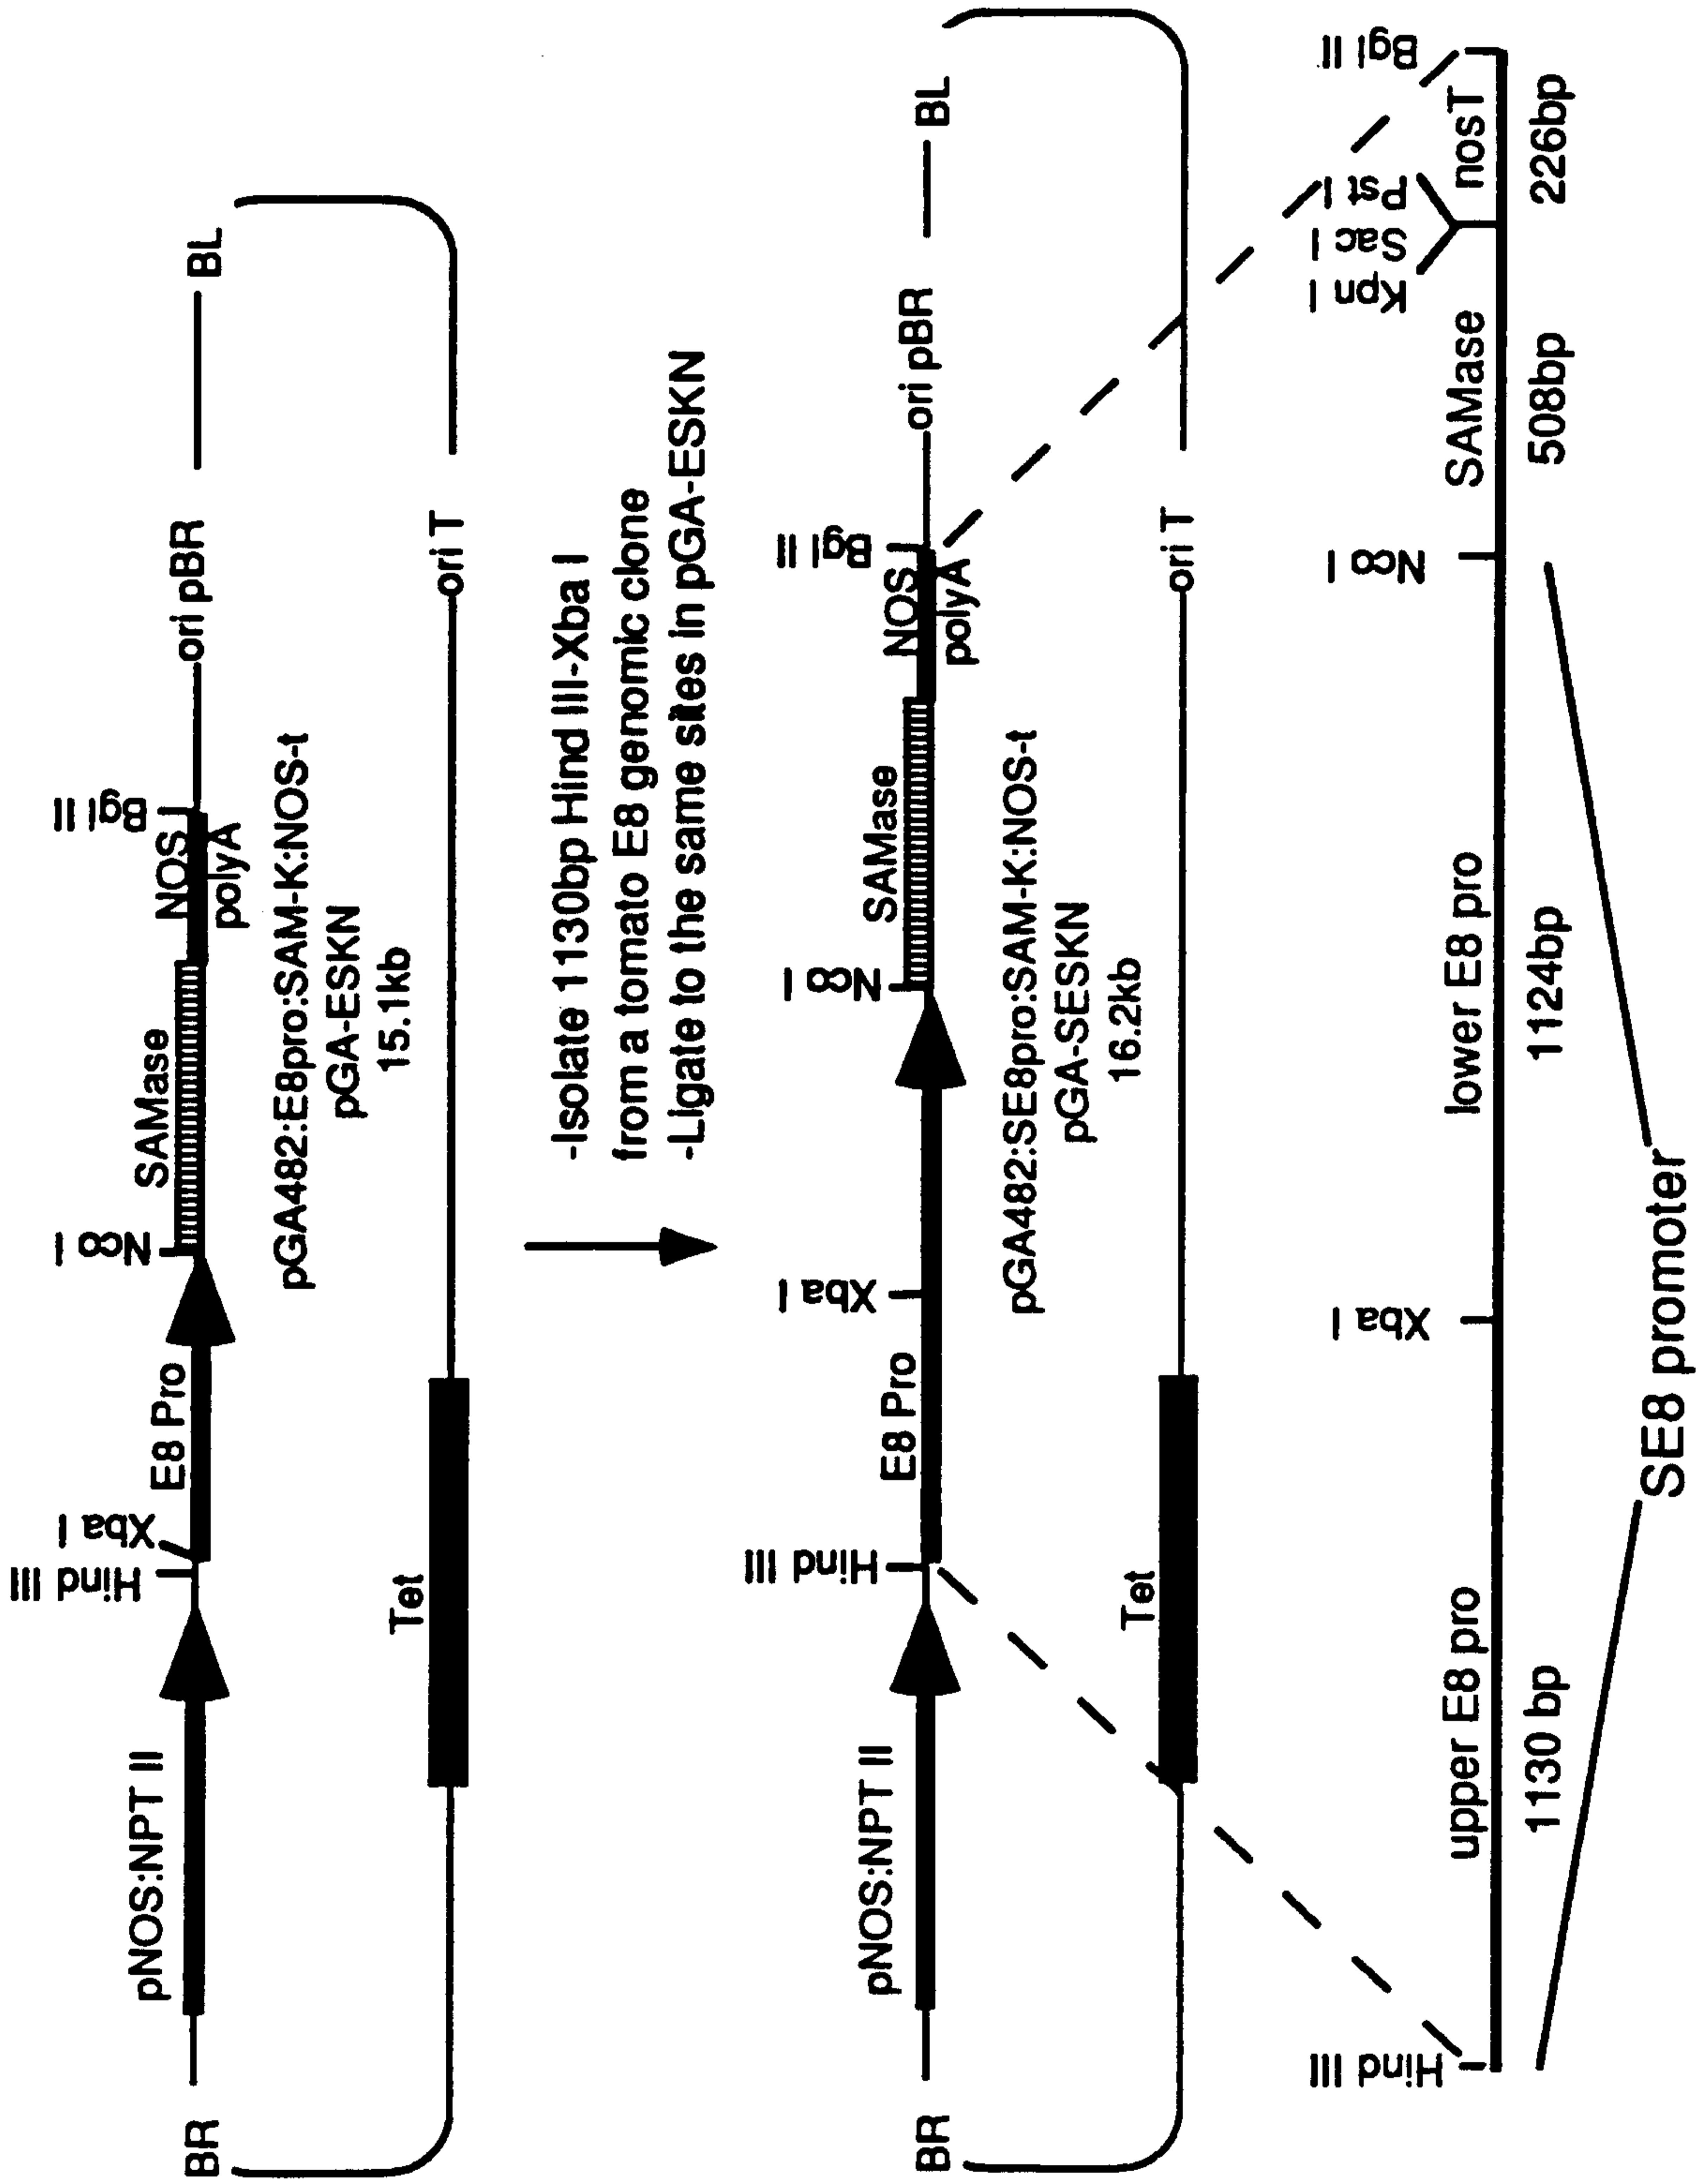 Hind III
Xba I
Nco I
Bgl II
pNOS:NPT II
E8 Pro
SAMase
NOS
polyA
BR
ori pBR
BL
pGA482:E8pro:SAM-K:NOS-t
pGA-ESKN
15.1kb
Tet
ori T
-Isolate 1130bp Hind III-Xba I
from a tomato E8 genomic clone
-Ligate to the same sites in pGA-ESKN
Hind III
Xba I
Nco I
Bgl II
pNOS:NPT II
E8 Pro
SAMase
NOS
polyA
BR
ori pBR
BL
pGA482:SE8pro:SAM-K:NOS-t
pGA-SESKN
16.2kb
Tet
ori T
Hind III
Xba I
Nco I
Kpn I
Sac I
Pst I
Bgl II
upper E8 pro
lower E8 pro
SAMase
nosT
1130 bp
1124bp
508bp
226bp
SE8 promoter